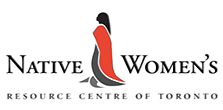 NATIVE WOMEN'S
RESOURCE CENTRE OF TORONTO